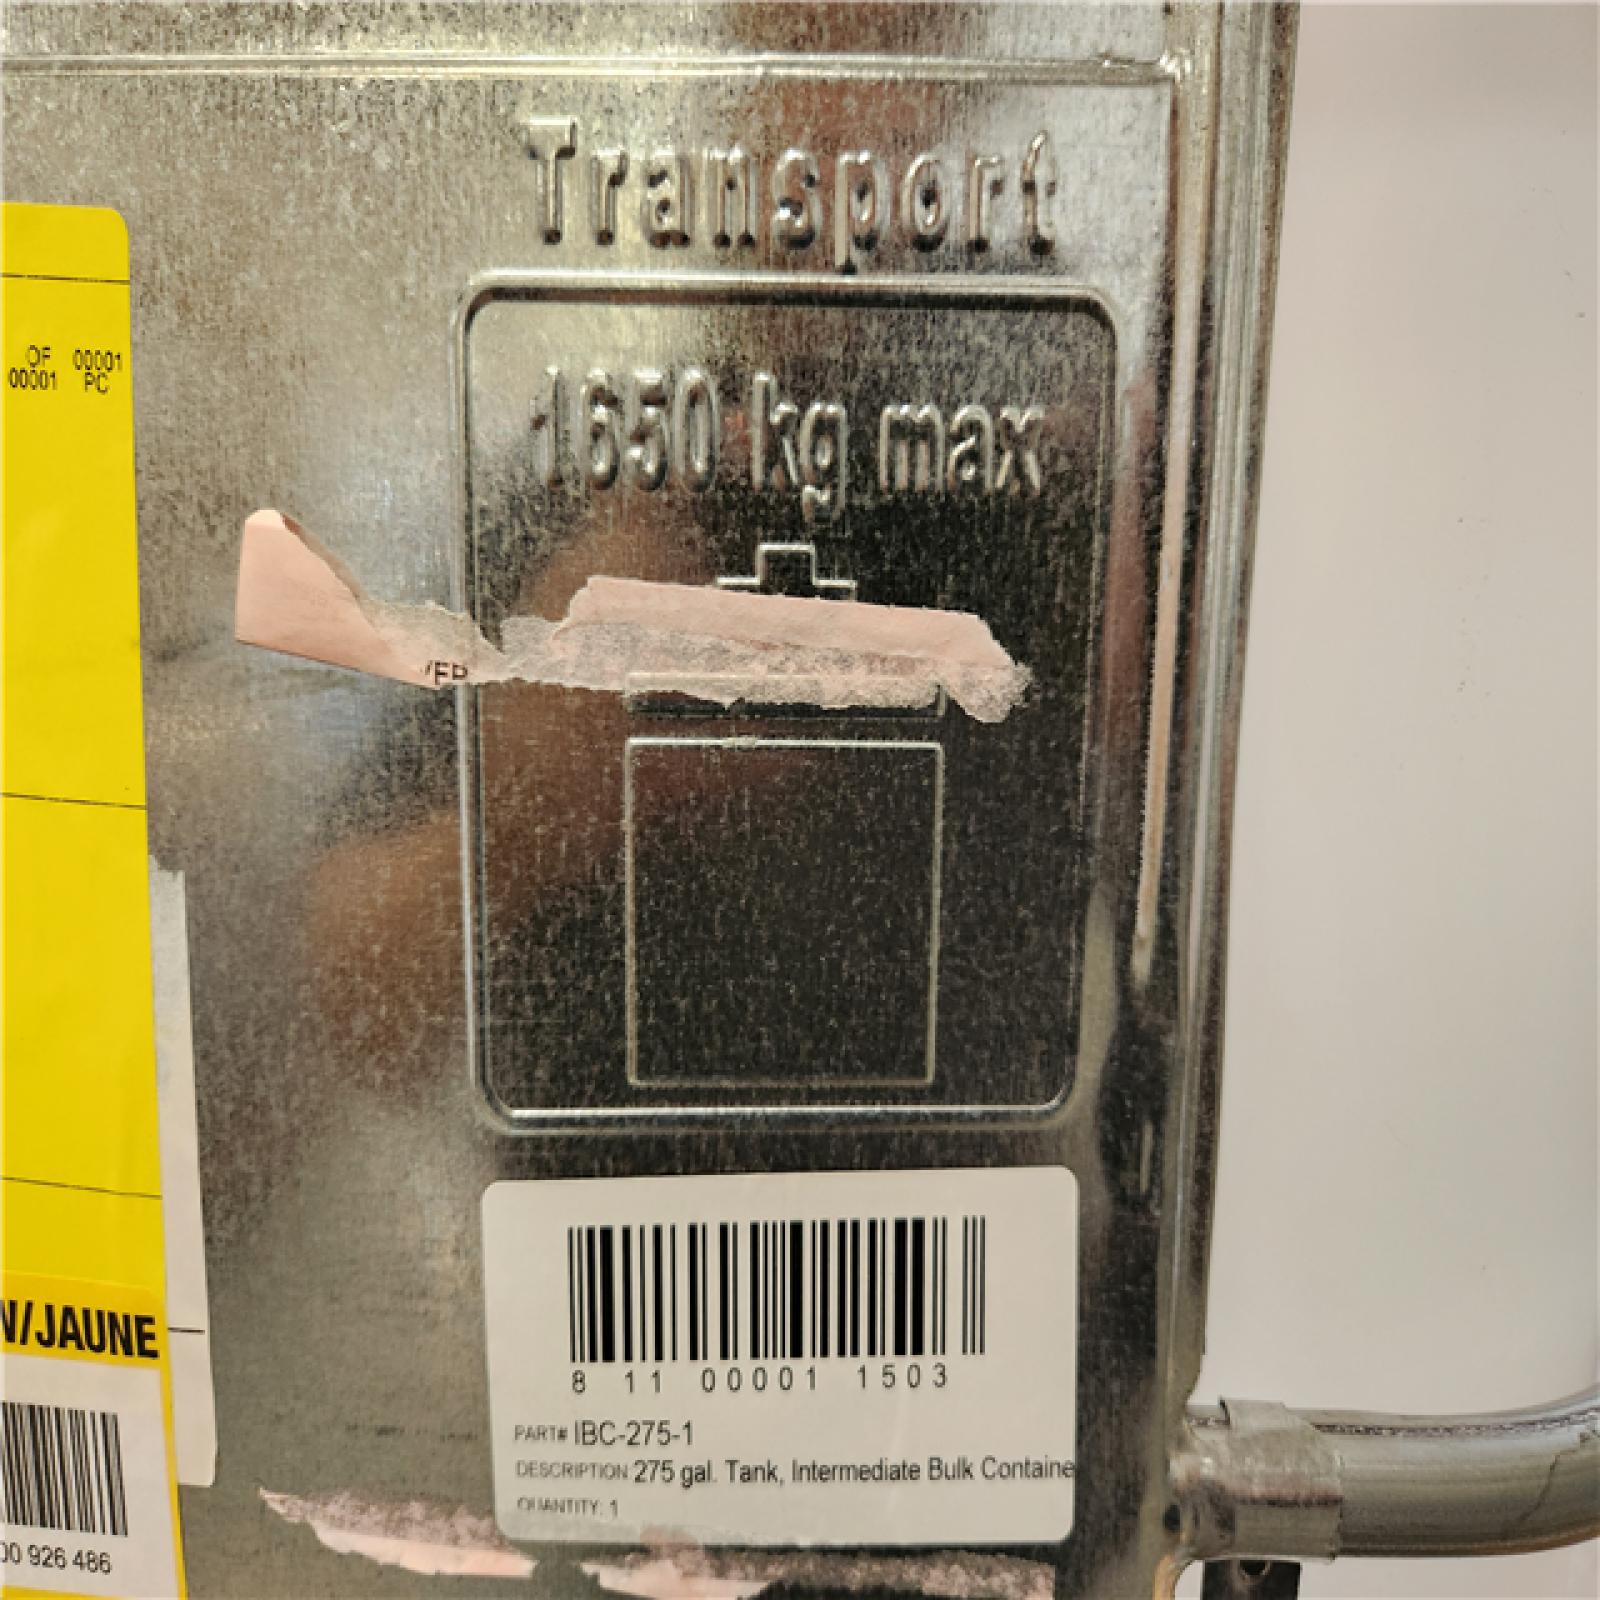 Transport
1650 kg max
OF 00001
00001 PC
N/JAUNE
00 926 486
8 11 00001 1503
PART# IBC-275-1
DESCRIPTION 275 gal. Tank, Intermediate Bulk Containe
QUANTITY: 1